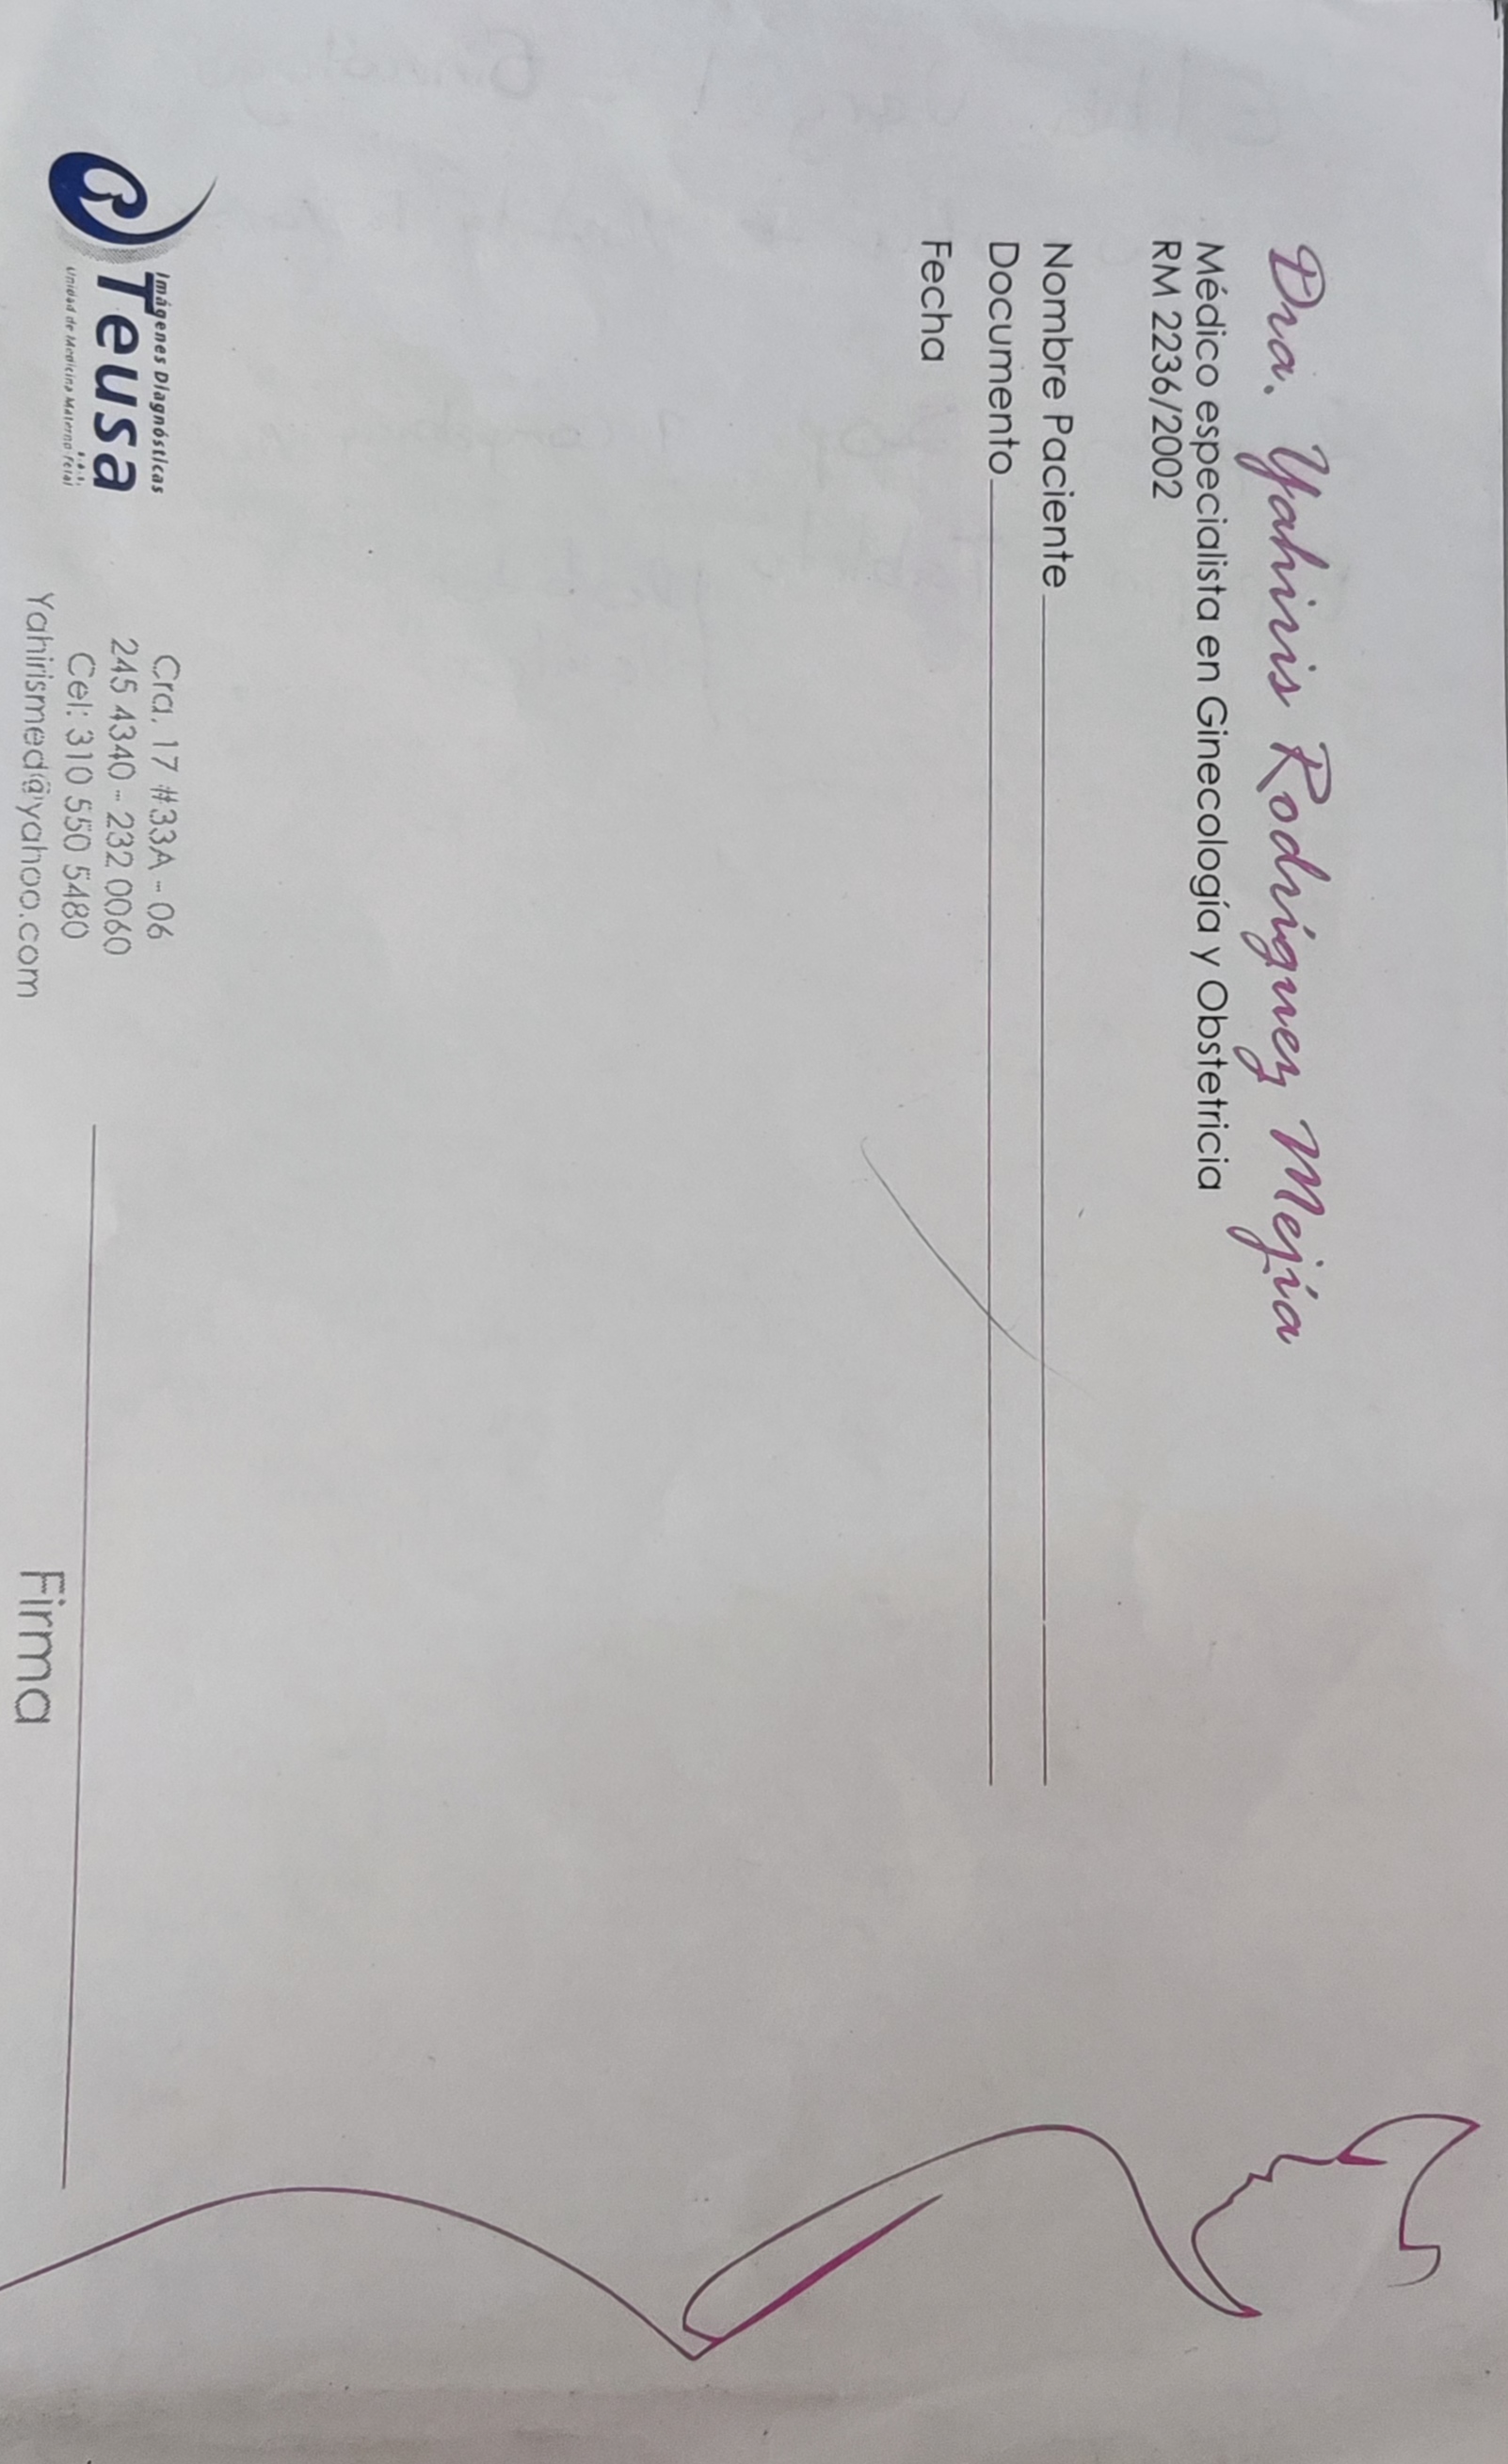 Dra. Yahiris Rodríguez Mejía
Médico especialista en Ginecología y Obstetricia
RM 2236/2002
Nombre Paciente
Documento
Fecha
Imágenes Diagnósticas
Teusa
S.A.S.
Unidad de Medicina Materno Fetal
Cra. 17 #33A - 06
245 4340 - 232 0060
Cel: 310 550 5480
Yahirismed@yahoo.com
Firma